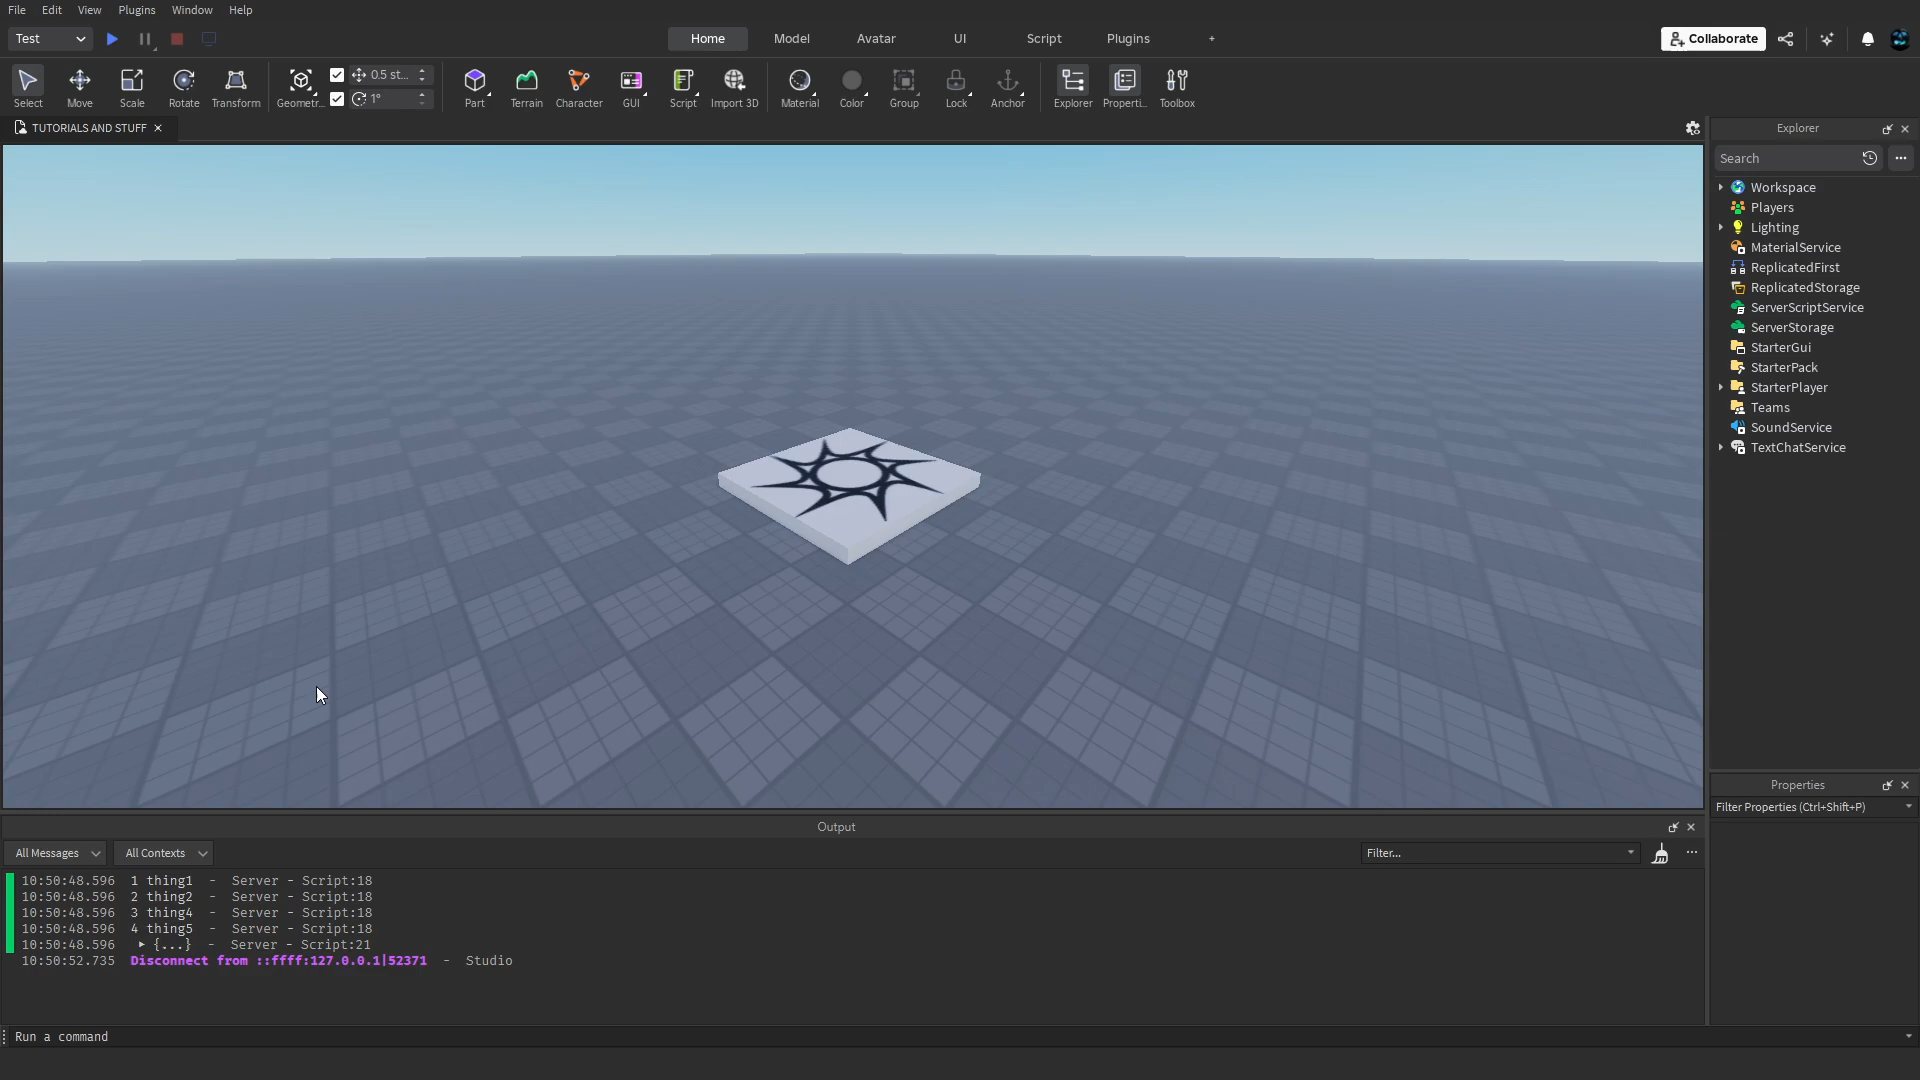 File Edit View Plugins Window Help
Test Home Model Avatar UI Script Plugins + Collaborate
Select Move Scale Rotate Transform Geometr... 0.5 st... 1° Part Terrain Character GUI Script Import 3D Material Color Group Lock Anchor Explorer Properti... Toolbox
TUTORIALS AND STUFF
Explorer
Search
Workspace
Players
Lighting
MaterialService
ReplicatedFirst
ReplicatedStorage
ServerScriptService
ServerStorage
StarterGui
StarterPack
StarterPlayer
Teams
SoundService
TextChatService
Properties
Filter Properties (Ctrl+Shift+P)
Output
All Messages All Contexts Filter...
10:50:48.596 1 thing1 - Server - Script:18
10:50:48.596 2 thing2 - Server - Script:18
10:50:48.596 3 thing4 - Server - Script:18
10:50:48.596 4 thing5 - Server - Script:18
10:50:48.596 ▶ {...} - Server - Script:21
10:50:52.735 Disconnect from ::ffff:127.0.0.1|52371 - Studio
Run a command